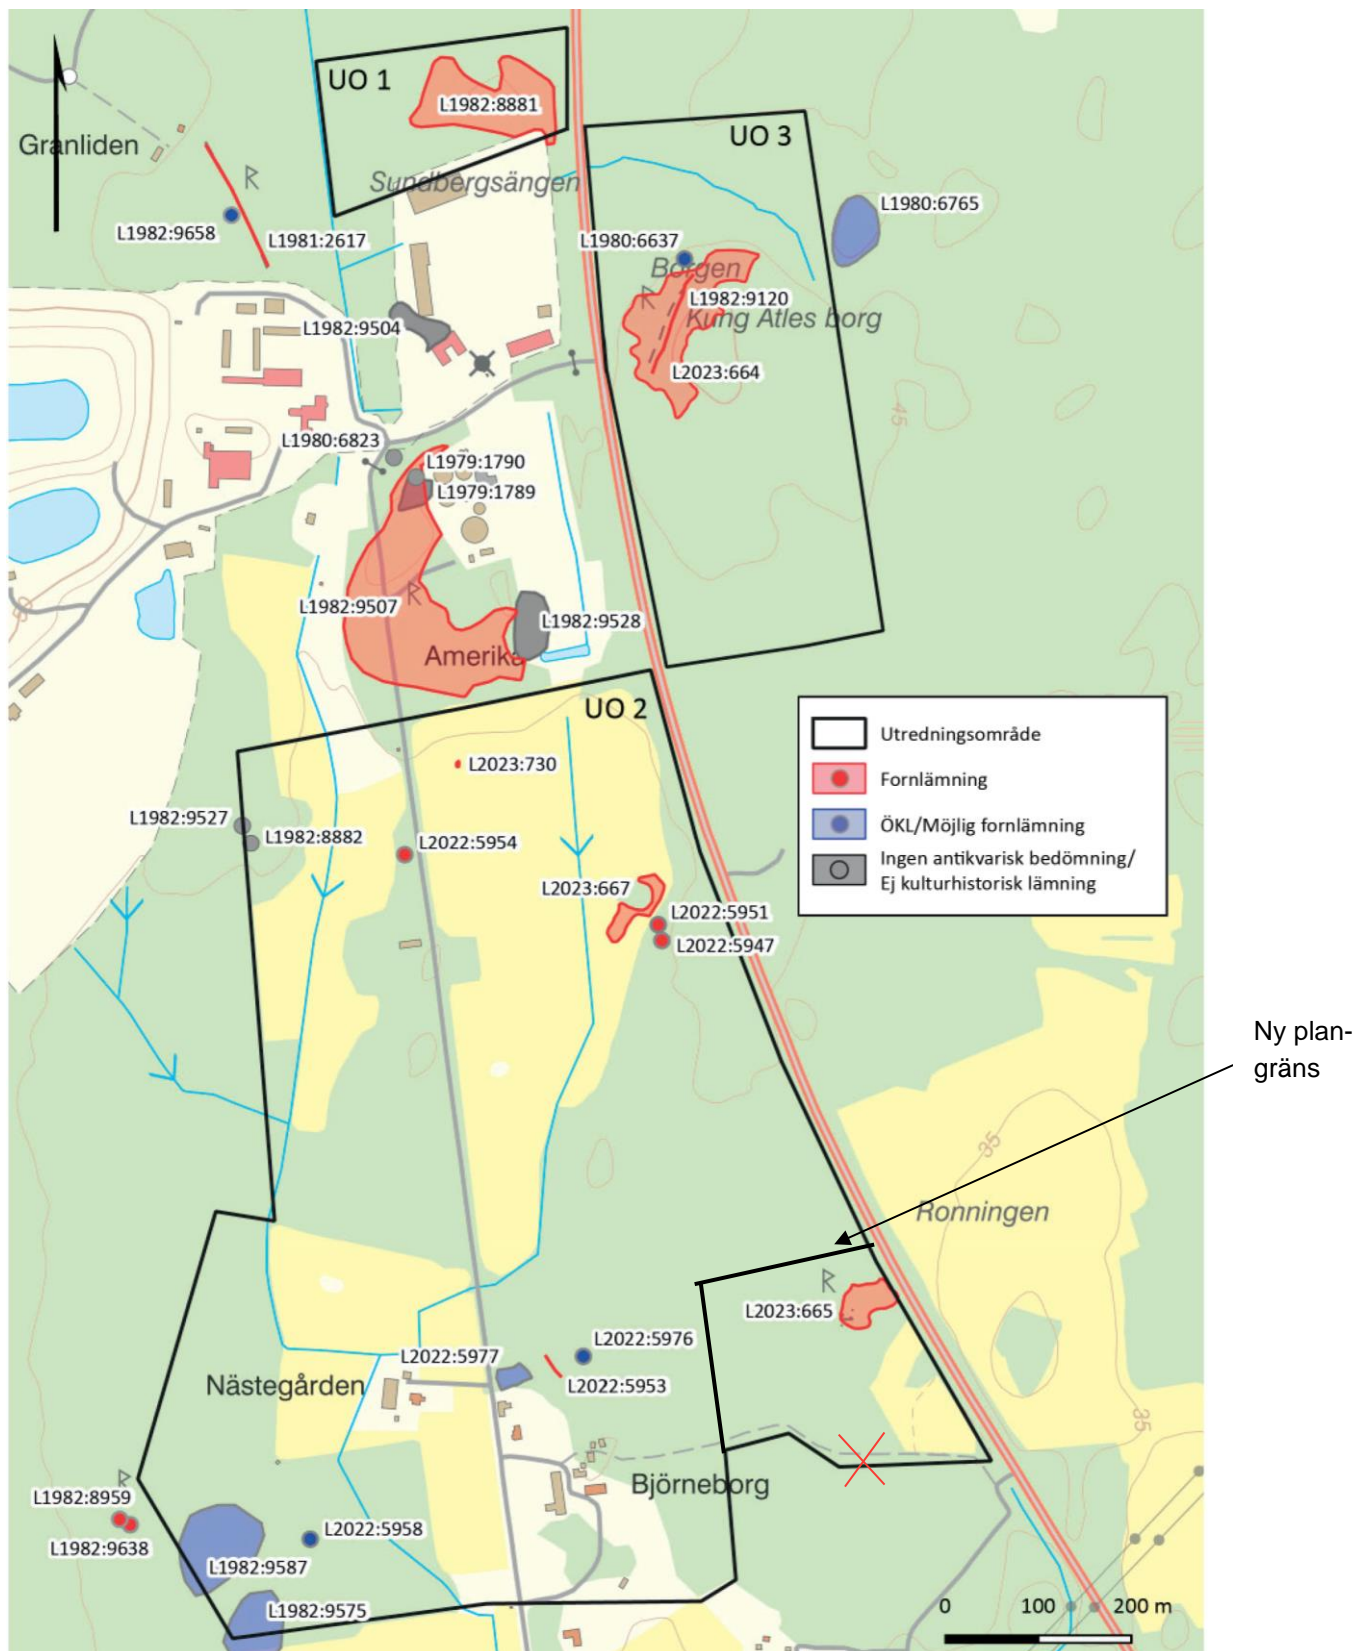 UO 1
L1982:8881
Granliden
UO 3
Sundbergsängen
L1980:6765
L1982:9658
L1981:2617
L1980:6637
Borgen
L1982:9120
Kung Atles borg
L1982:9504
L2023:664
45
L1980:6823
L1979:1790
L1979:1789
50
L1982:9507
L1982:9528
Amerika
UO 2
Utredningsområde
Fornlämning
ÖKL/Möjlig fornlämning
Ingen antikvarisk bedömning/
Ej kulturhistorisk lämning
L2023:730
L1982:9527
L1982:8882
L2022:5954
L2023:667
L2022:5951
L2022:5947
Ny plan-
gräns
35
Ronningen
L2023:665
L2022:5976
L2022:5977
L2022:5953
Nästegården
35
Björneborg
L1982:8959
L1982:9638
L2022:5958
L1982:9587
L1982:9575
0 100 200 m